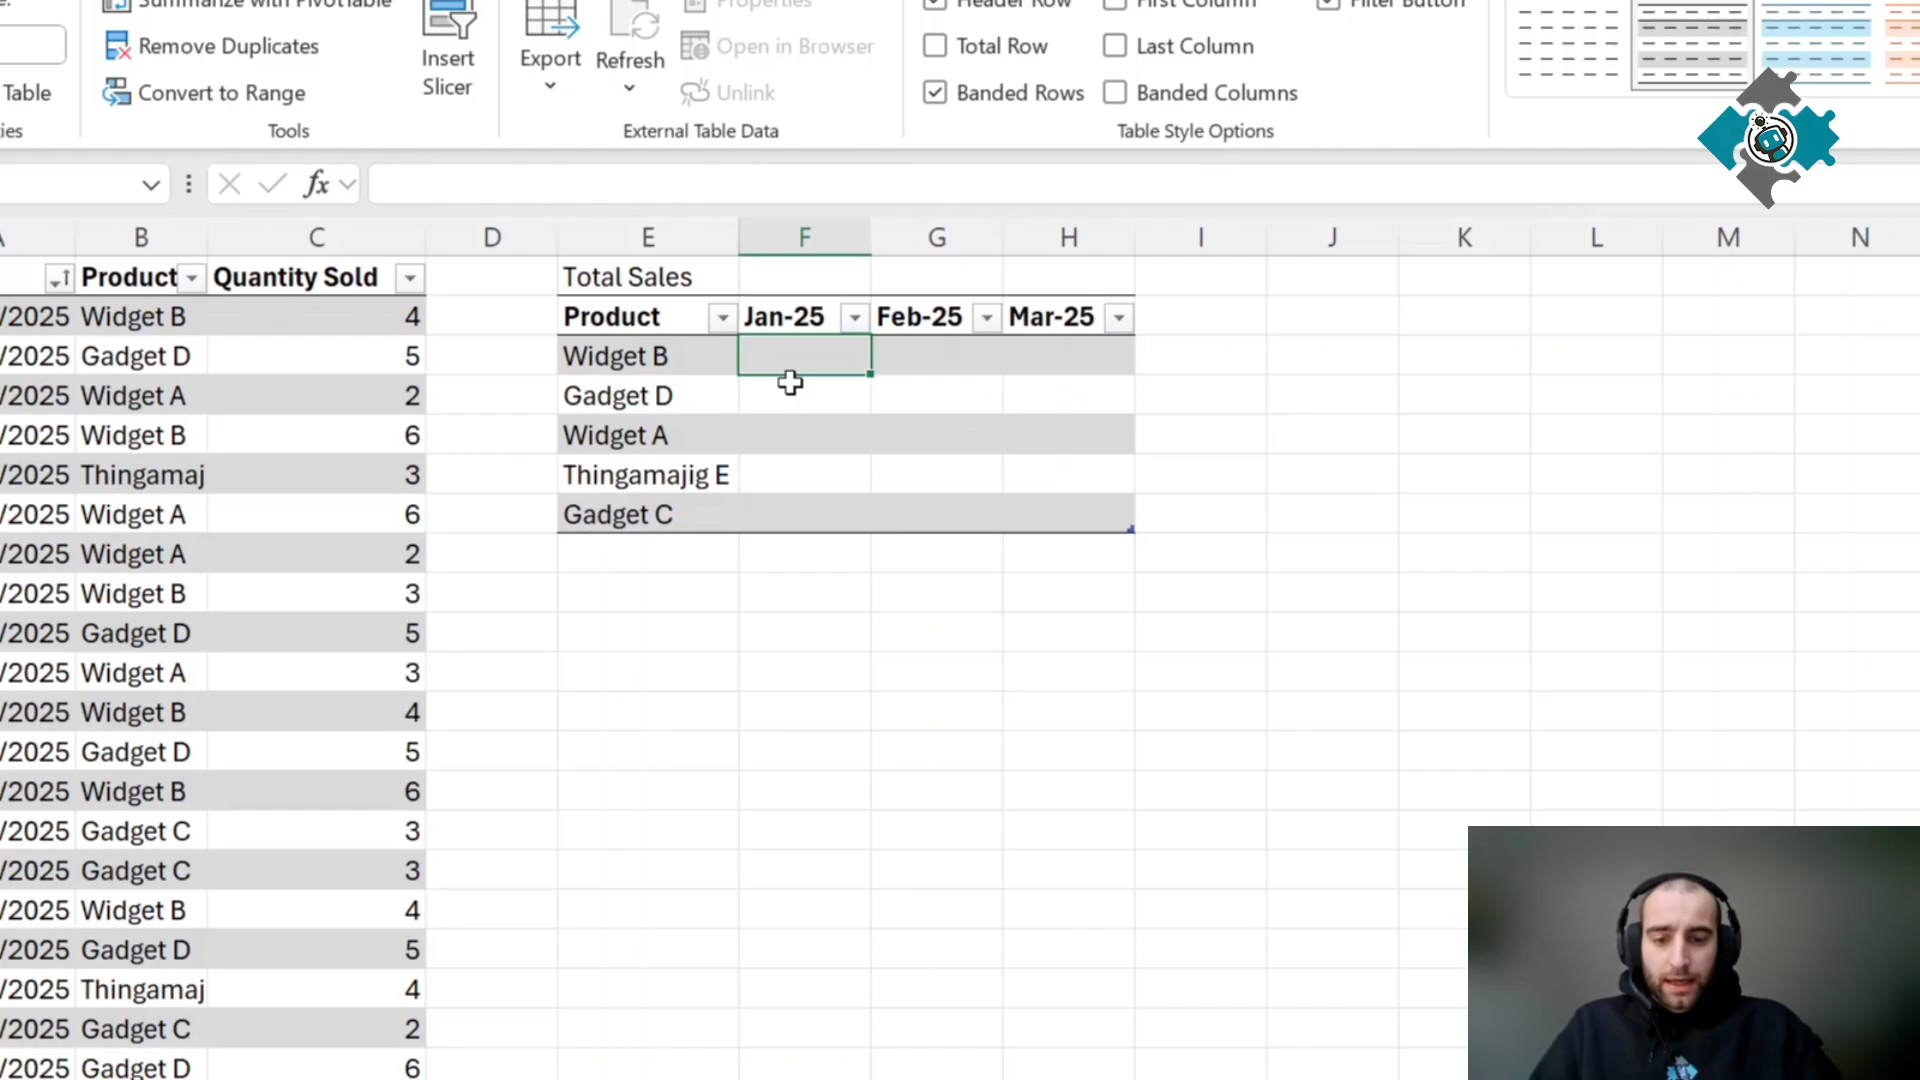 Remove Duplicates
Convert to Range
Table
Tools
Insert
Slicer
Export
Refresh
Properties
Open in Browser
Unlink
External Table Data
Header Row
First Column
Filter Button
Total Row
Last Column
Banded Rows
Banded Columns
Table Style Options
fx
B C D E F G H I J K L M N
Product Quantity Sold Total Sales
/2025 Widget B 4 Product Jan-25 Feb-25 Mar-25
/2025 Gadget D 5 Widget B
/2025 Widget A 2 Gadget D
/2025 Widget B 6 Widget A
/2025 Thingamaj 3 Thingamajig E
/2025 Widget A 6 Gadget C
/2025 Widget A 2
/2025 Widget B 3
/2025 Gadget D 5
/2025 Widget A 3
/2025 Widget B 4
/2025 Gadget D 5
/2025 Widget B 6
/2025 Gadget C 3
/2025 Gadget C 3
/2025 Widget B 4
/2025 Gadget D 5
/2025 Thingamaj 4
/2025 Gadget C 2
/2025 Gadget D 6